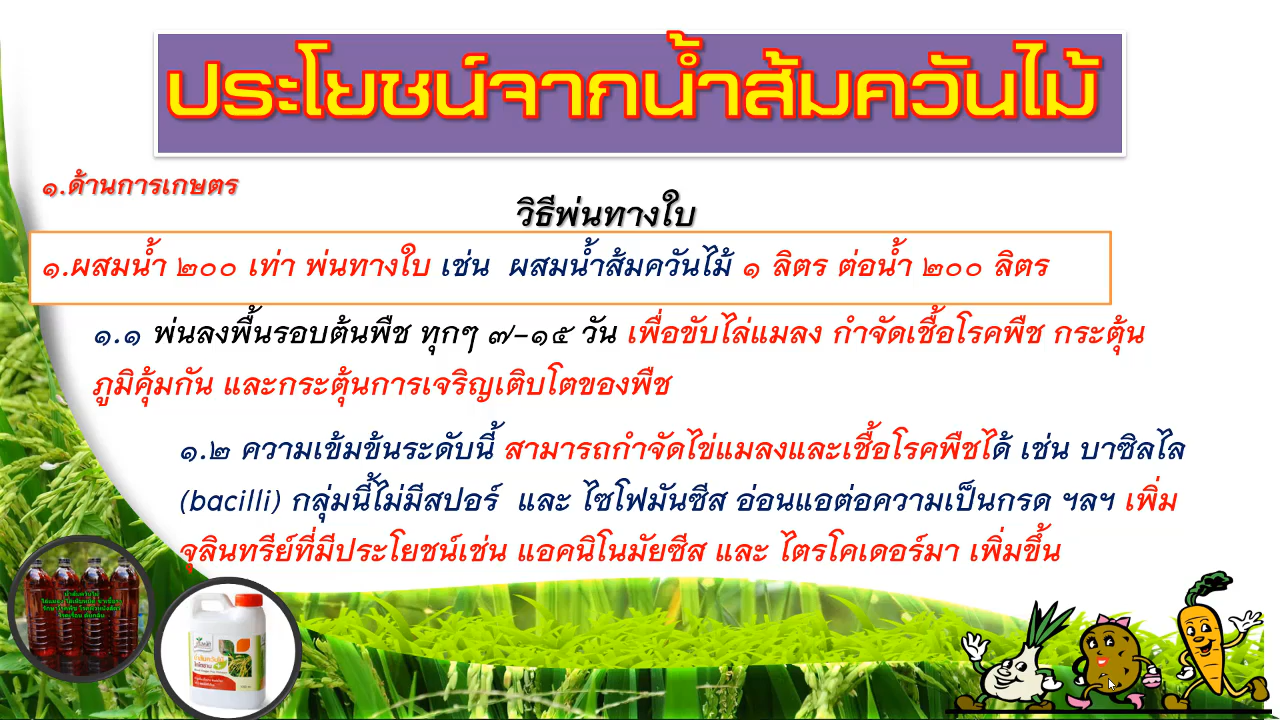 ประโยชน์จากน้ำส้มควันไม้
๑.ด้านการเกษตร
วิธีพ่นทางใบ
๑.ผสมน้ำ ๒๐๐ เท่า พ่นทางใบ เช่น ผสมน้ำส้มควันไม้ ๑ ลิตร ต่อน้ำ ๒๐๐ ลิตร
๑.๑ พ่นลงพื้นรอบต้นพืช ทุกๆ ๗-๑๕ วัน เพื่อขับไล่แมลง กำจัดเชื้อโรคพืช กระตุ้น
ภูมิคุ้มกัน และกระตุ้นการเจริญเติบโตของพืช
๑.๒ ความเข้มข้นระดับนี้ สามารถกำจัดไข่แมลงและเชื้อโรคพืชได้ เช่น บาซิลไล
(bacilli) กลุ่มนี้ไม่มีสปอร์ และ ไซโฟมันซีส อ่อนแอต่อความเป็นกรด ฯลฯ เพิ่ม
จุลินทรีย์ที่มีประโยชน์เช่น แอคนิโนมัยซีส และ ไตรโคเดอร์มา เพิ่มขึ้น
น้ำส้มควันไม้